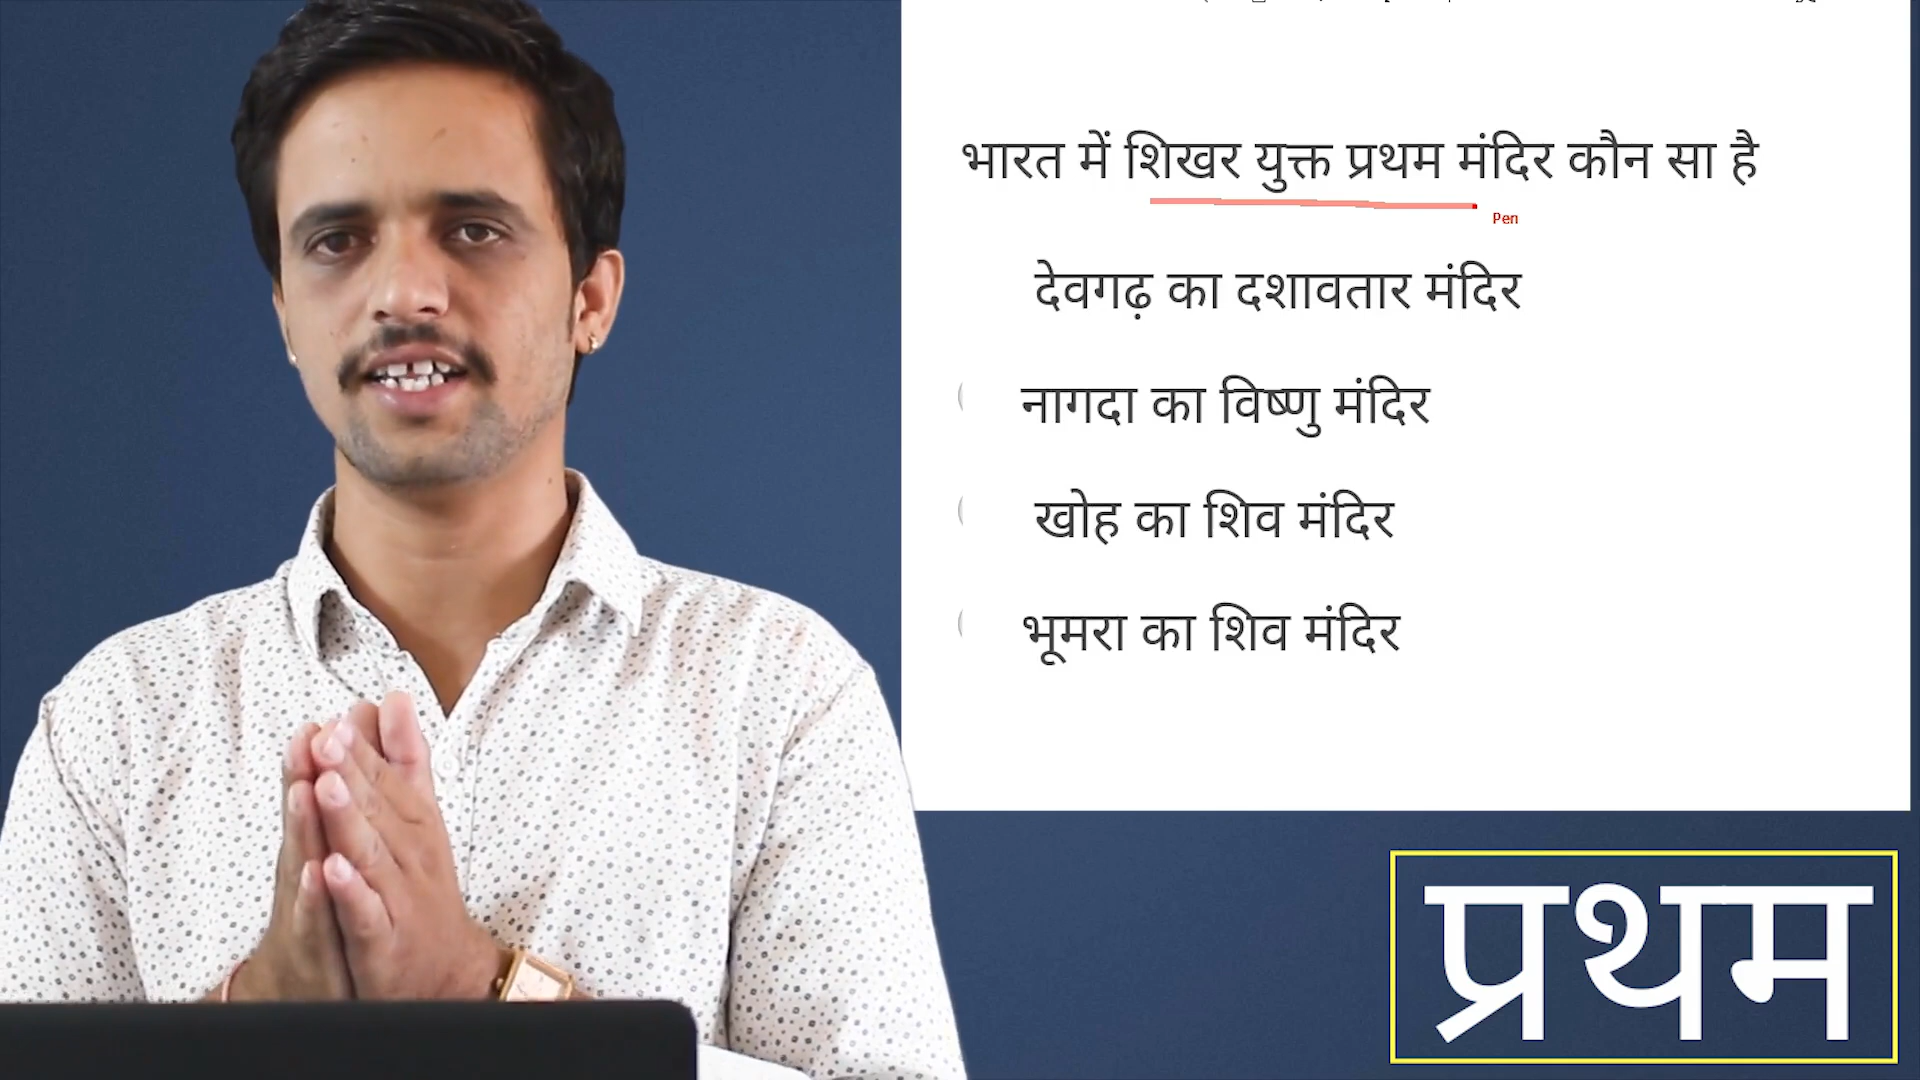 भारत में शिखर युक्त प्रथम मंदिर कौन सा है
Pen
देवगढ़ का दशावतार मंदिर
नागदा का विष्णु मंदिर
खोह का शिव मंदिर
भूमरा का शिव मंदिर
प्रथम